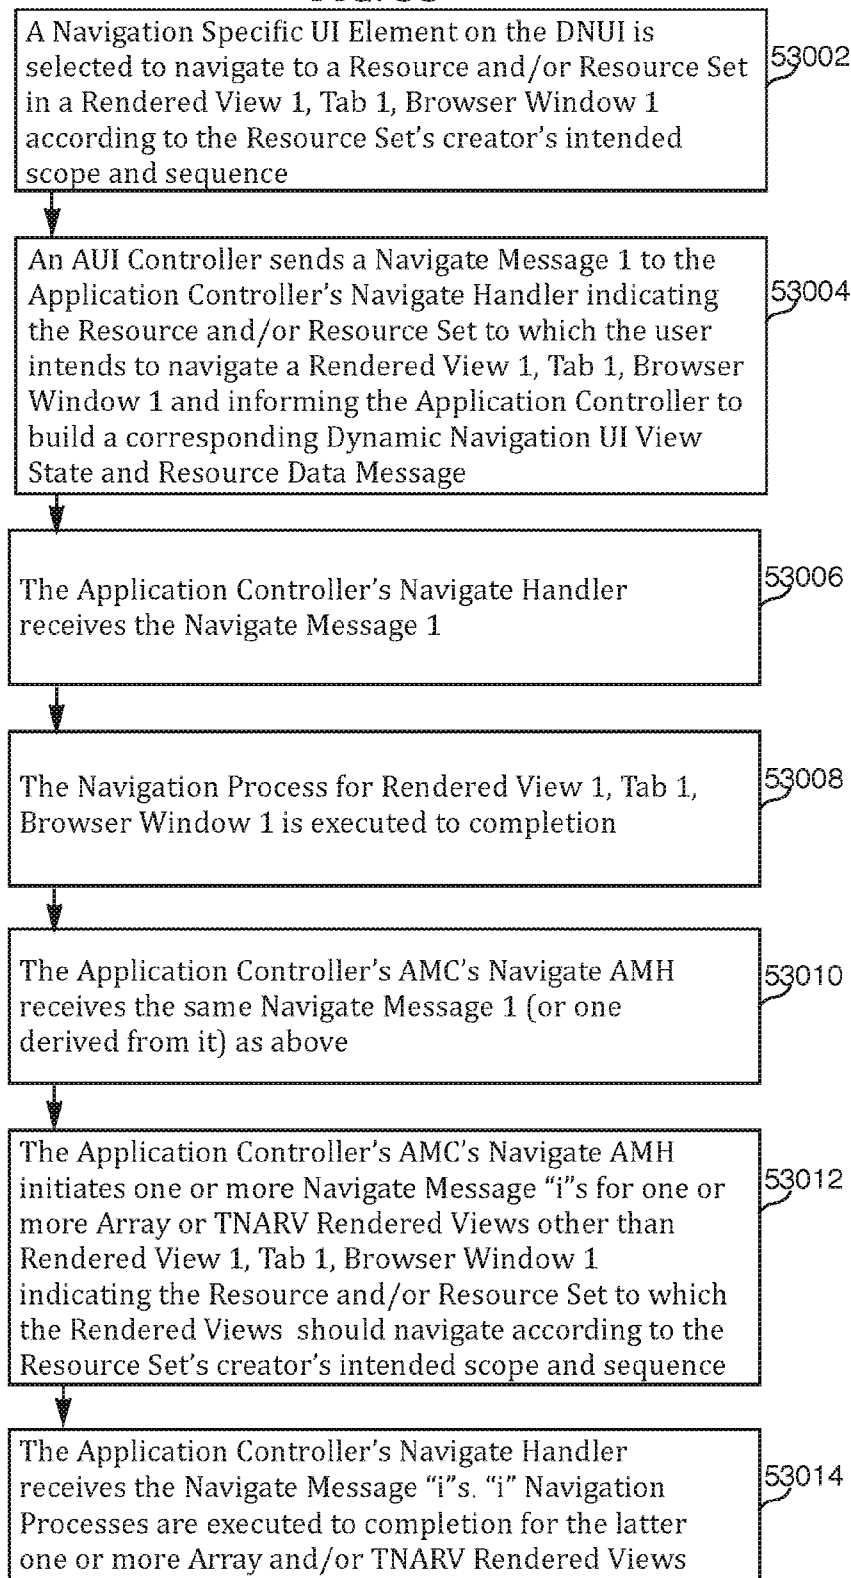 A Navigation Specific UI Element on the DNUI is
selected to navigate to a Resource and/or Resource Set
in a Rendered View 1, Tab 1, Browser Window 1
according to the Resource Set's creator's intended
scope and sequence
53002
An AUI Controller sends a Navigate Message 1 to the
Application Controller's Navigate Handler indicating
the Resource and/or Resource Set to which the user
intends to navigate a Rendered View 1, Tab 1, Browser
Window 1 and informing the Application Controller to
build a corresponding Dynamic Navigation UI View
State and Resource Data Message
53004
The Application Controller's Navigate Handler
receives the Navigate Message 1
53006
The Navigation Process for Rendered View 1, Tab 1,
Browser Window 1 is executed to completion
53008
The Application Controller's AMC's Navigate AMH
receives the same Navigate Message 1 (or one
derived from it) as above
53010
The Application Controller's AMC's Navigate AMH
initiates one or more Navigate Message "i"s for one or
more Array or TNARV Rendered Views other than
Rendered View 1, Tab 1, Browser Window 1
indicating the Resource and/or Resource Set to which
the Rendered Views should navigate according to the
Resource Set's creator's intended scope and sequence
53012
The Application Controller's Navigate Handler
receives the Navigate Message "i"s. "i" Navigation
Processes are executed to completion for the latter
one or more Array and/or TNARV Rendered Views
53014